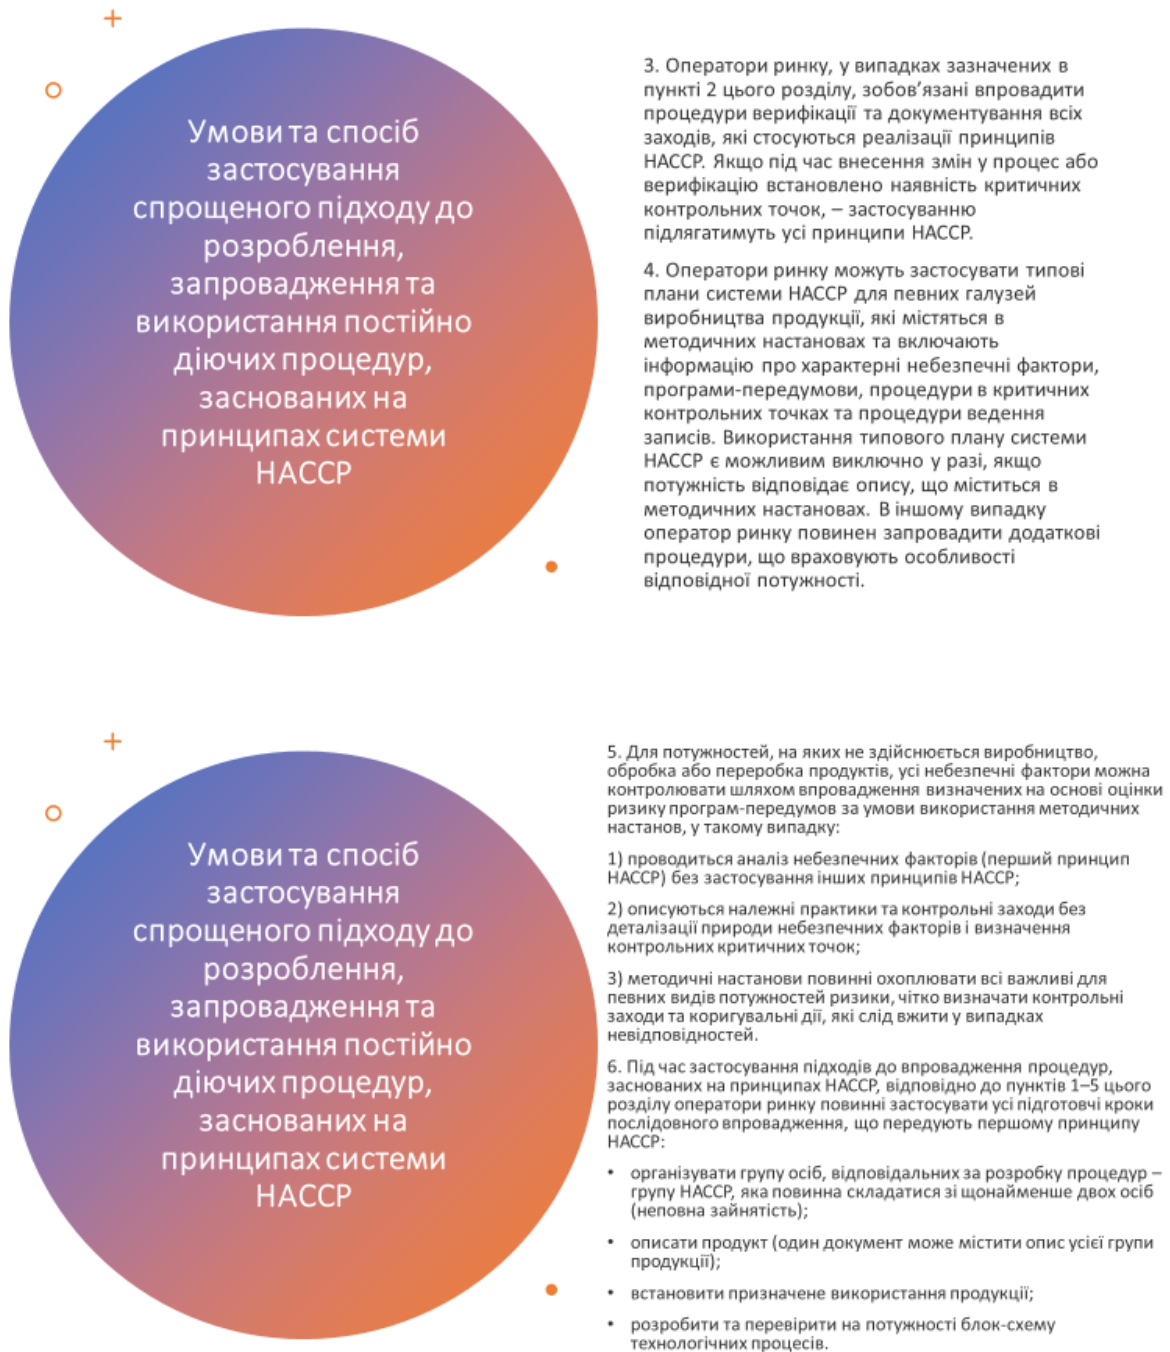 Умови та спосіб
застосування
спрощеного підходу до
розроблення,
запровадження та
використання постійно
діючих процедур,
заснованих на
принципах системи
НАССР
3. Оператори ринку, у випадках зазначених в
пункті 2 цього розділу, зобов’язані впровадити
процедури верифікації та документування всіх
заходів, які стосуються реалізації принципів
НАССР. Якщо під час внесення змін у процес або
верифікацію встановлено наявність критичних
контрольних точок, – застосуванню
підлягатимуть усі принципи НАССР.
4. Оператори ринку можуть застосувати типові
плани системи НАССР для певних галузей
виробництва продукції, які містяться в
методичних настановах та включають
інформацію про характерні небезпечні фактори,
програми-передумови, процедури в критичних
контрольних точках та процедури ведення
записів. Використання типового плану системи
НАССР є можливим виключно у разі, якщо
потужність відповідає опису, що міститься в
методичних настановах. В іншому випадку
оператор ринку повинен запровадити додаткові
процедури, що враховують особливості
відповідної потужності.
Умови та спосіб
застосування
спрощеного підходу до
розроблення,
запровадження та
використання постійно
діючих процедур,
заснованих на
принципах системи
НАССР
5. Для потужностей, на яких не здійснюється виробництво,
обробка або переробка продуктів, усі небезпечні фактори можна
контролювати шляхом впровадження визначених на основі оцінки
ризику програм-передумов за умови використання методичних
настанов, у такому випадку:
1) проводиться аналіз небезпечних факторів (перший принцип
НАССР) без застосування інших принципів НАССР;
2) описуються належні практики та контрольні заходи без
деталізації природи небезпечних факторів і визначення
контрольних критичних точок;
3) методичні настанови повинні охоплювати всі важливі для
певних видів потужностей ризики, чітко визначати контрольні
заходи та коригувальні дії, які слід вжити у випадках
невідповідностей.
6. Під час застосування підходів до впровадження процедур,
заснованих на принципах НАССР, відповідно до пунктів 1–5 цього
розділу оператори ринку повинні застосувати усі підготовчі кроки
послідовного впровадження, що передують першому принципу
НАССР:
• організувати групу осіб, відповідальних за розробку процедур –
групу НАССР, яка повинна складатися зі щонайменше двох осіб
(неповна зайнятість);
• описати продукт (один документ може містити опис усієї групи
продукції);
• встановити призначене використання продукції;
• розробити та перевірити на потужності блок-схему
технологічних процесів.